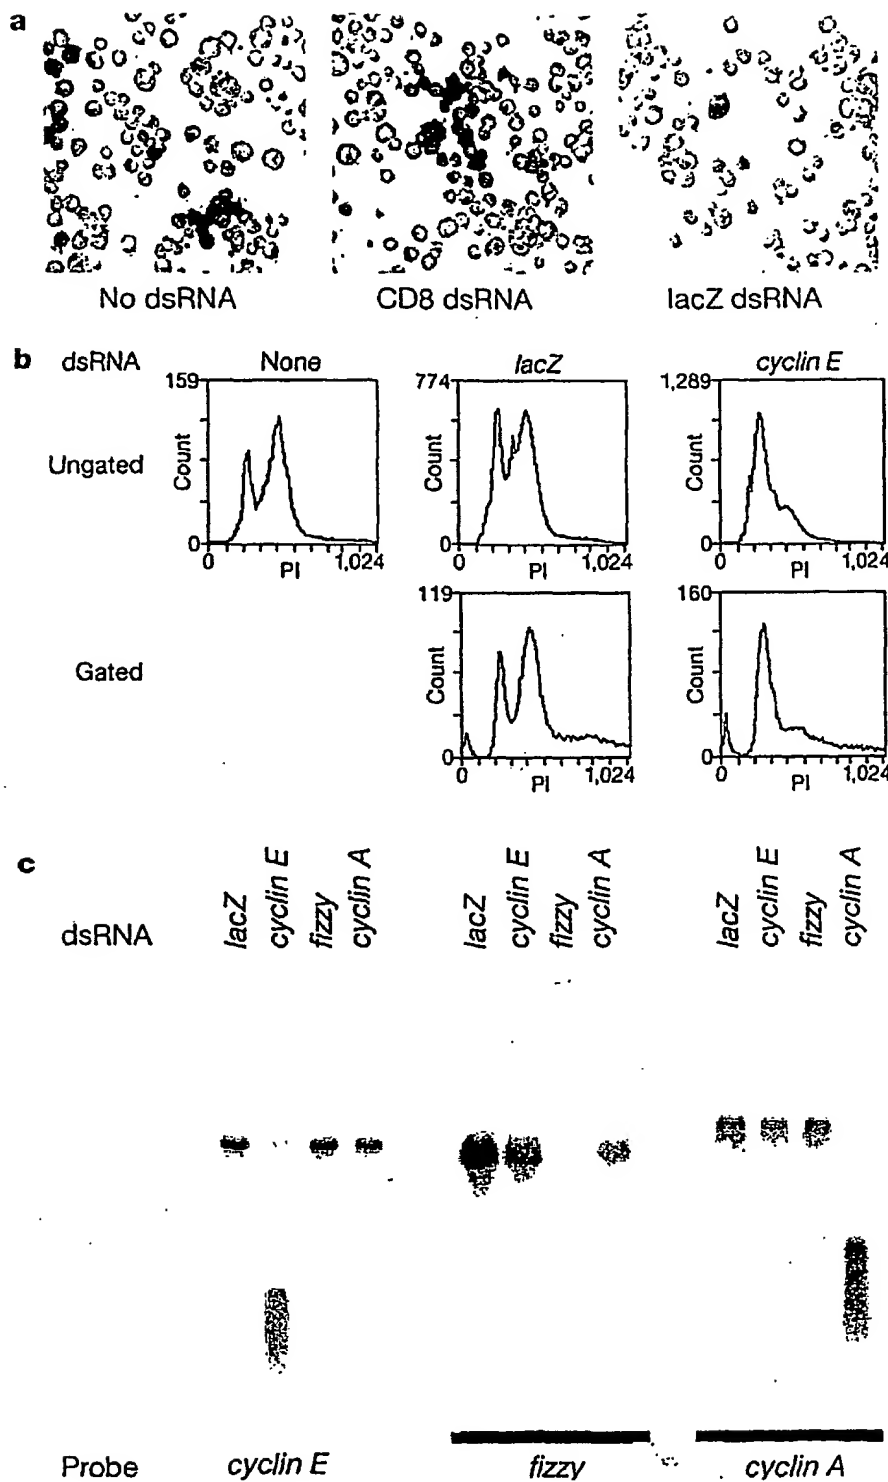 a
No dsRNA CD8 dsRNA lacZ dsRNA
b dsRNA None lacZ cyclin E
159 774 1,289
Ungated Count Count Count
0 0 0
0 1,024 0 1,024 0 1,024
PI PI PI
119 160
Gated Count Count
0 0
0 1,024 0 1,024
PI PI
c
dsRNA lacZ cyclin E fizzy cyclin A lacZ cyclin E fizzy cyclin A lacZ cyclin E fizzy cyclin A
Probe cyclin E fizzy cyclin A